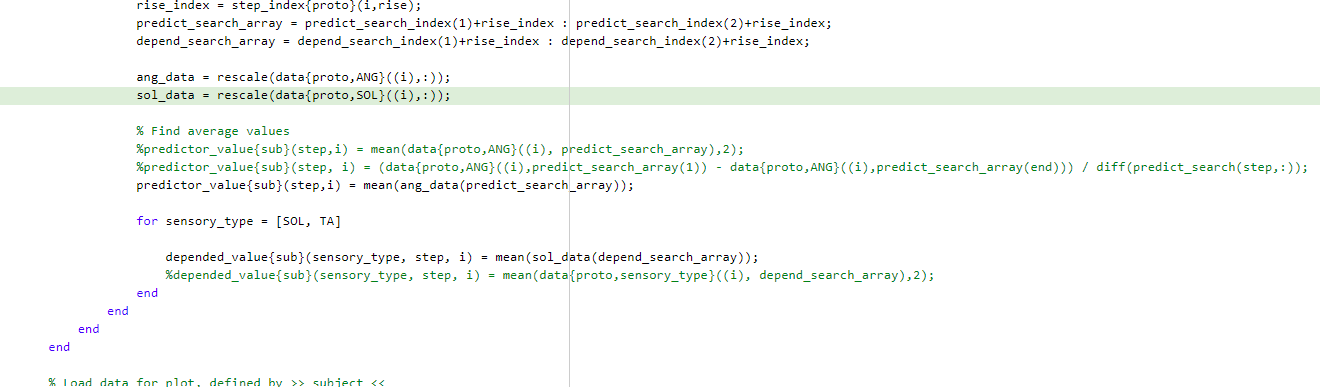 rise_index = step_index{proto}(i,rise);
predict_search_array = predict_search_index(1)+rise_index : predict_search_index(2)+rise_index;
depend_search_array = depend_search_index(1)+rise_index : depend_search_index(2)+rise_index;
ang_data = rescale(data{proto,ANG}((i),:));
sol_data = rescale(data{proto,SOL}((i),:));
% Find average values
%predictor_value{sub}(step,i) = mean(data{proto,ANG}((i), predict_search_array),2);
%predictor_value{sub}(step, i) = (data{proto,ANG}((i),predict_search_array(1)) - data{proto,ANG}((i),predict_search_array(end))) / diff(predict_search(step,:));
predictor_value{sub}(step,i) = mean(ang_data(predict_search_array));
for sensory_type = [SOL, TA]
depended_value{sub}(sensory_type, step, i) = mean(sol_data(depend_search_array));
%depended_value{sub}(sensory_type, step, i) = mean(data{proto,sensory_type}((i), depend_search_array),2);
end
end
end
end
% Load data for plot, defined by >> subject <<